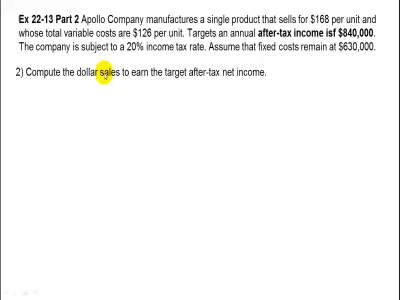 Ex 22-13 Part 2 Apollo Company manufactures a single product that sells for $168 per unit and
whose total variable costs are $126 per unit. Targets an annual after-tax income isf $840,000.
The company is subject to a 20% income tax rate. Assume that fixed costs remain at $630,000.
2) Compute the dollar sales to earn the target after-tax net income.